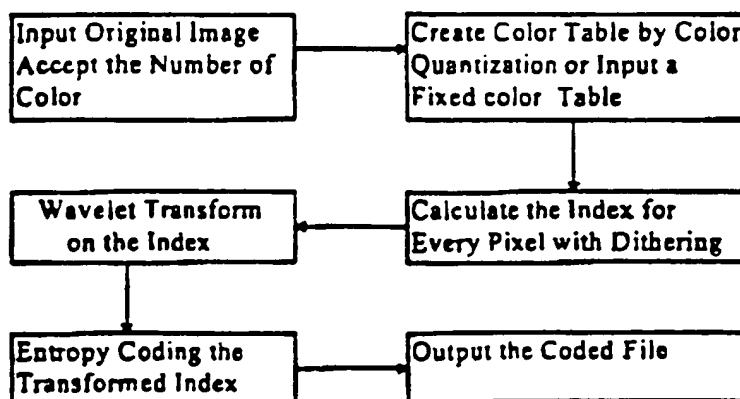 Input Original Image
Accept the Number of
Color
Create Color Table by Color
Quantization or Input a
Fixed color Table
Wavelet Transform
on the Index
Calculate the Index for
Every Pixel with Dithering
Entropy Coding the
Transformed Index
Output the Coded File